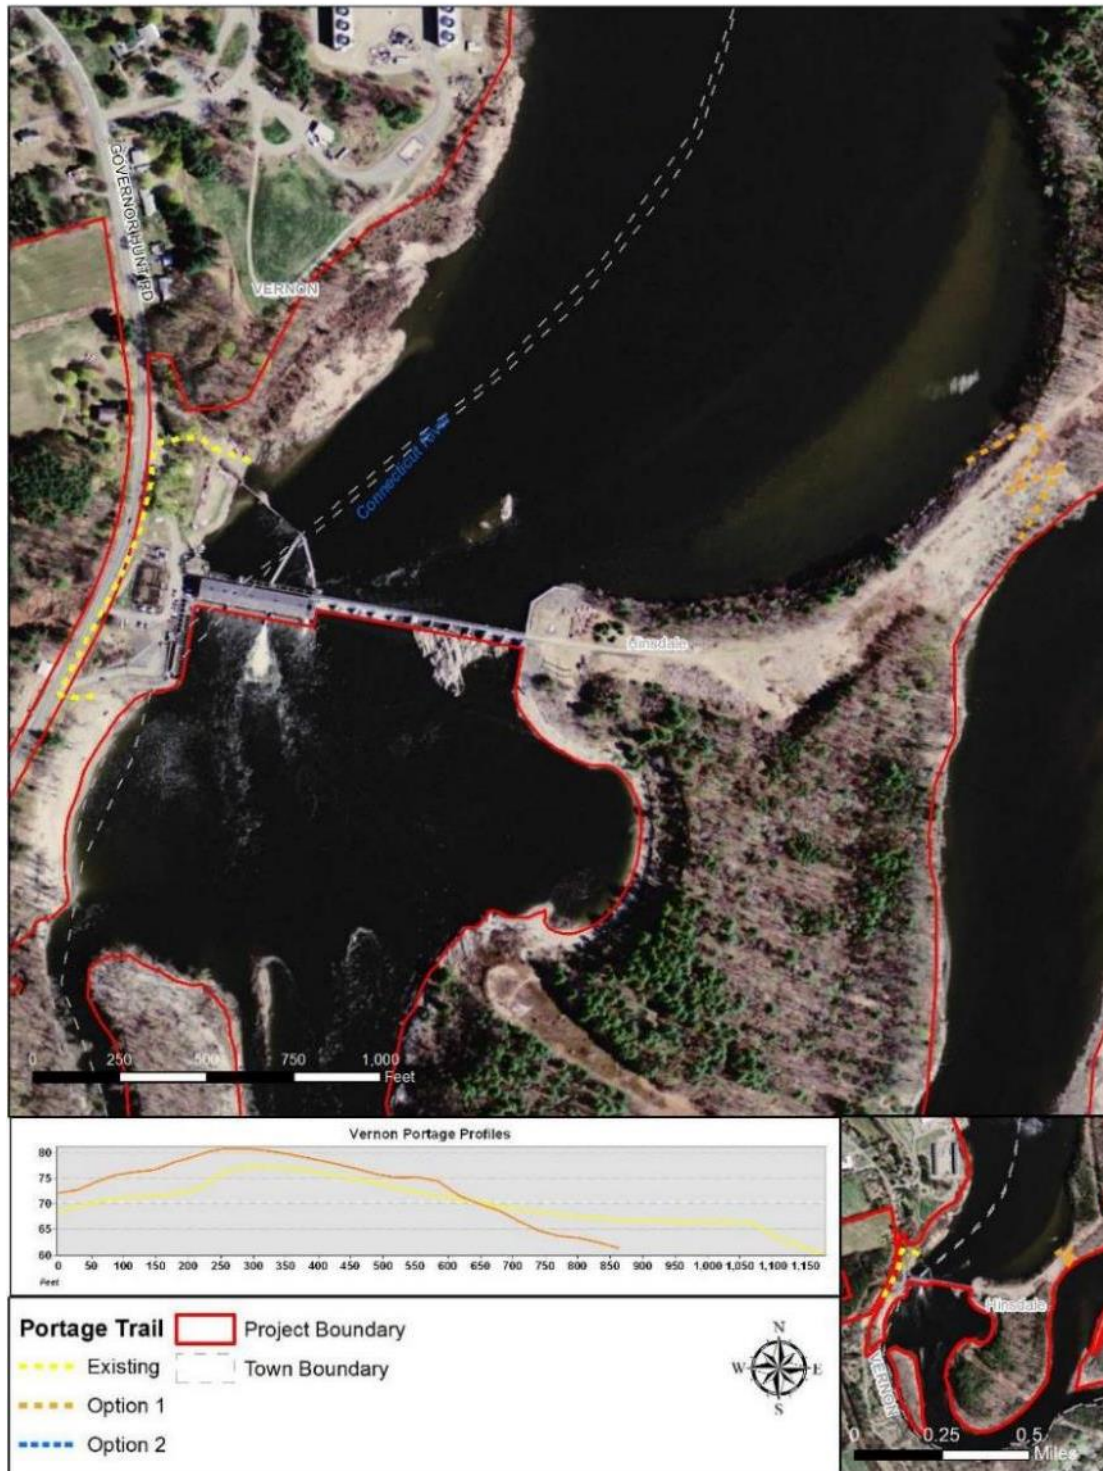 GOVERNOR HUNT RD
VERNON
Connecticut river
Hinsdale
0 250 500 750 1,000
Feet
Vernon Portage Profiles
80
75
70
65
60
0 50 100 150 200 250 300 350 400 450 500 550 600 650 700 750 800 850 900 950 1,000 1,050 1,100 1,150
Feet
Portage Trail
Existing
Option 1
Option 2
Project Boundary
Town Boundary
N
W E
S
Hinsdale
VERNON
0 0.25 0.5
Miles